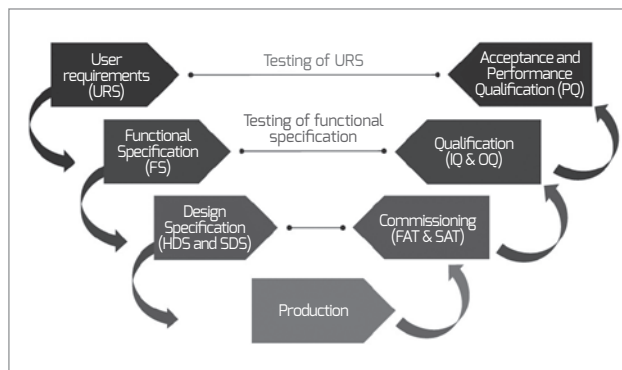 User
requirements
(URS)
Testing of URS
Acceptance and
Performance
Qualification (PQ)
Functional
Specification
(FS)
Testing of functional
specification
Qualification
(IQ & OQ)
Design
Specification
(HDS and SDS)
Commissioning
(FAT & SAT)
Production